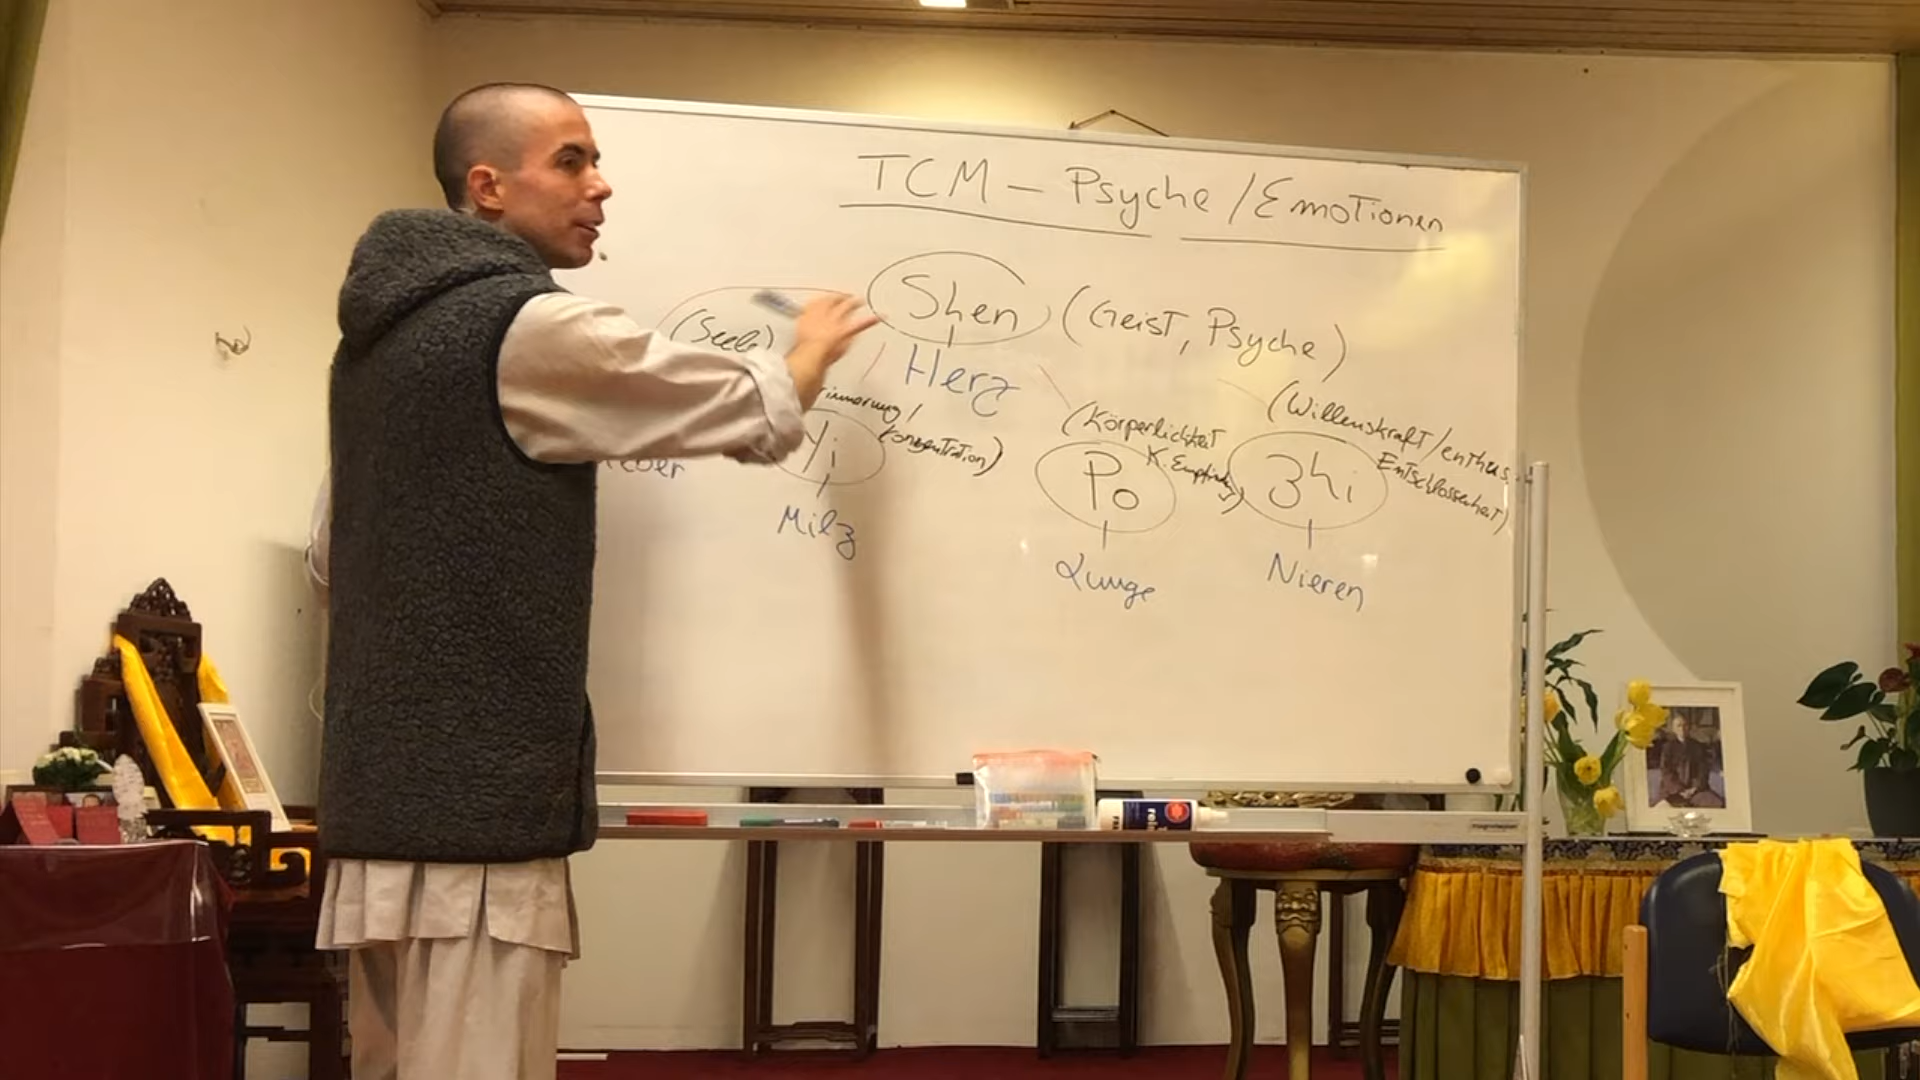 TCM – Psyche / Emotionen
Shen (Geist, Psyche)
Herz
(Seele)
Konzentration)
Yi
Milz
(Körperlichkeit
K. Empfindung)
Po
Lunge
(Willenskraft/enthus.
Entschlossenheit)
Zhi
Nieren